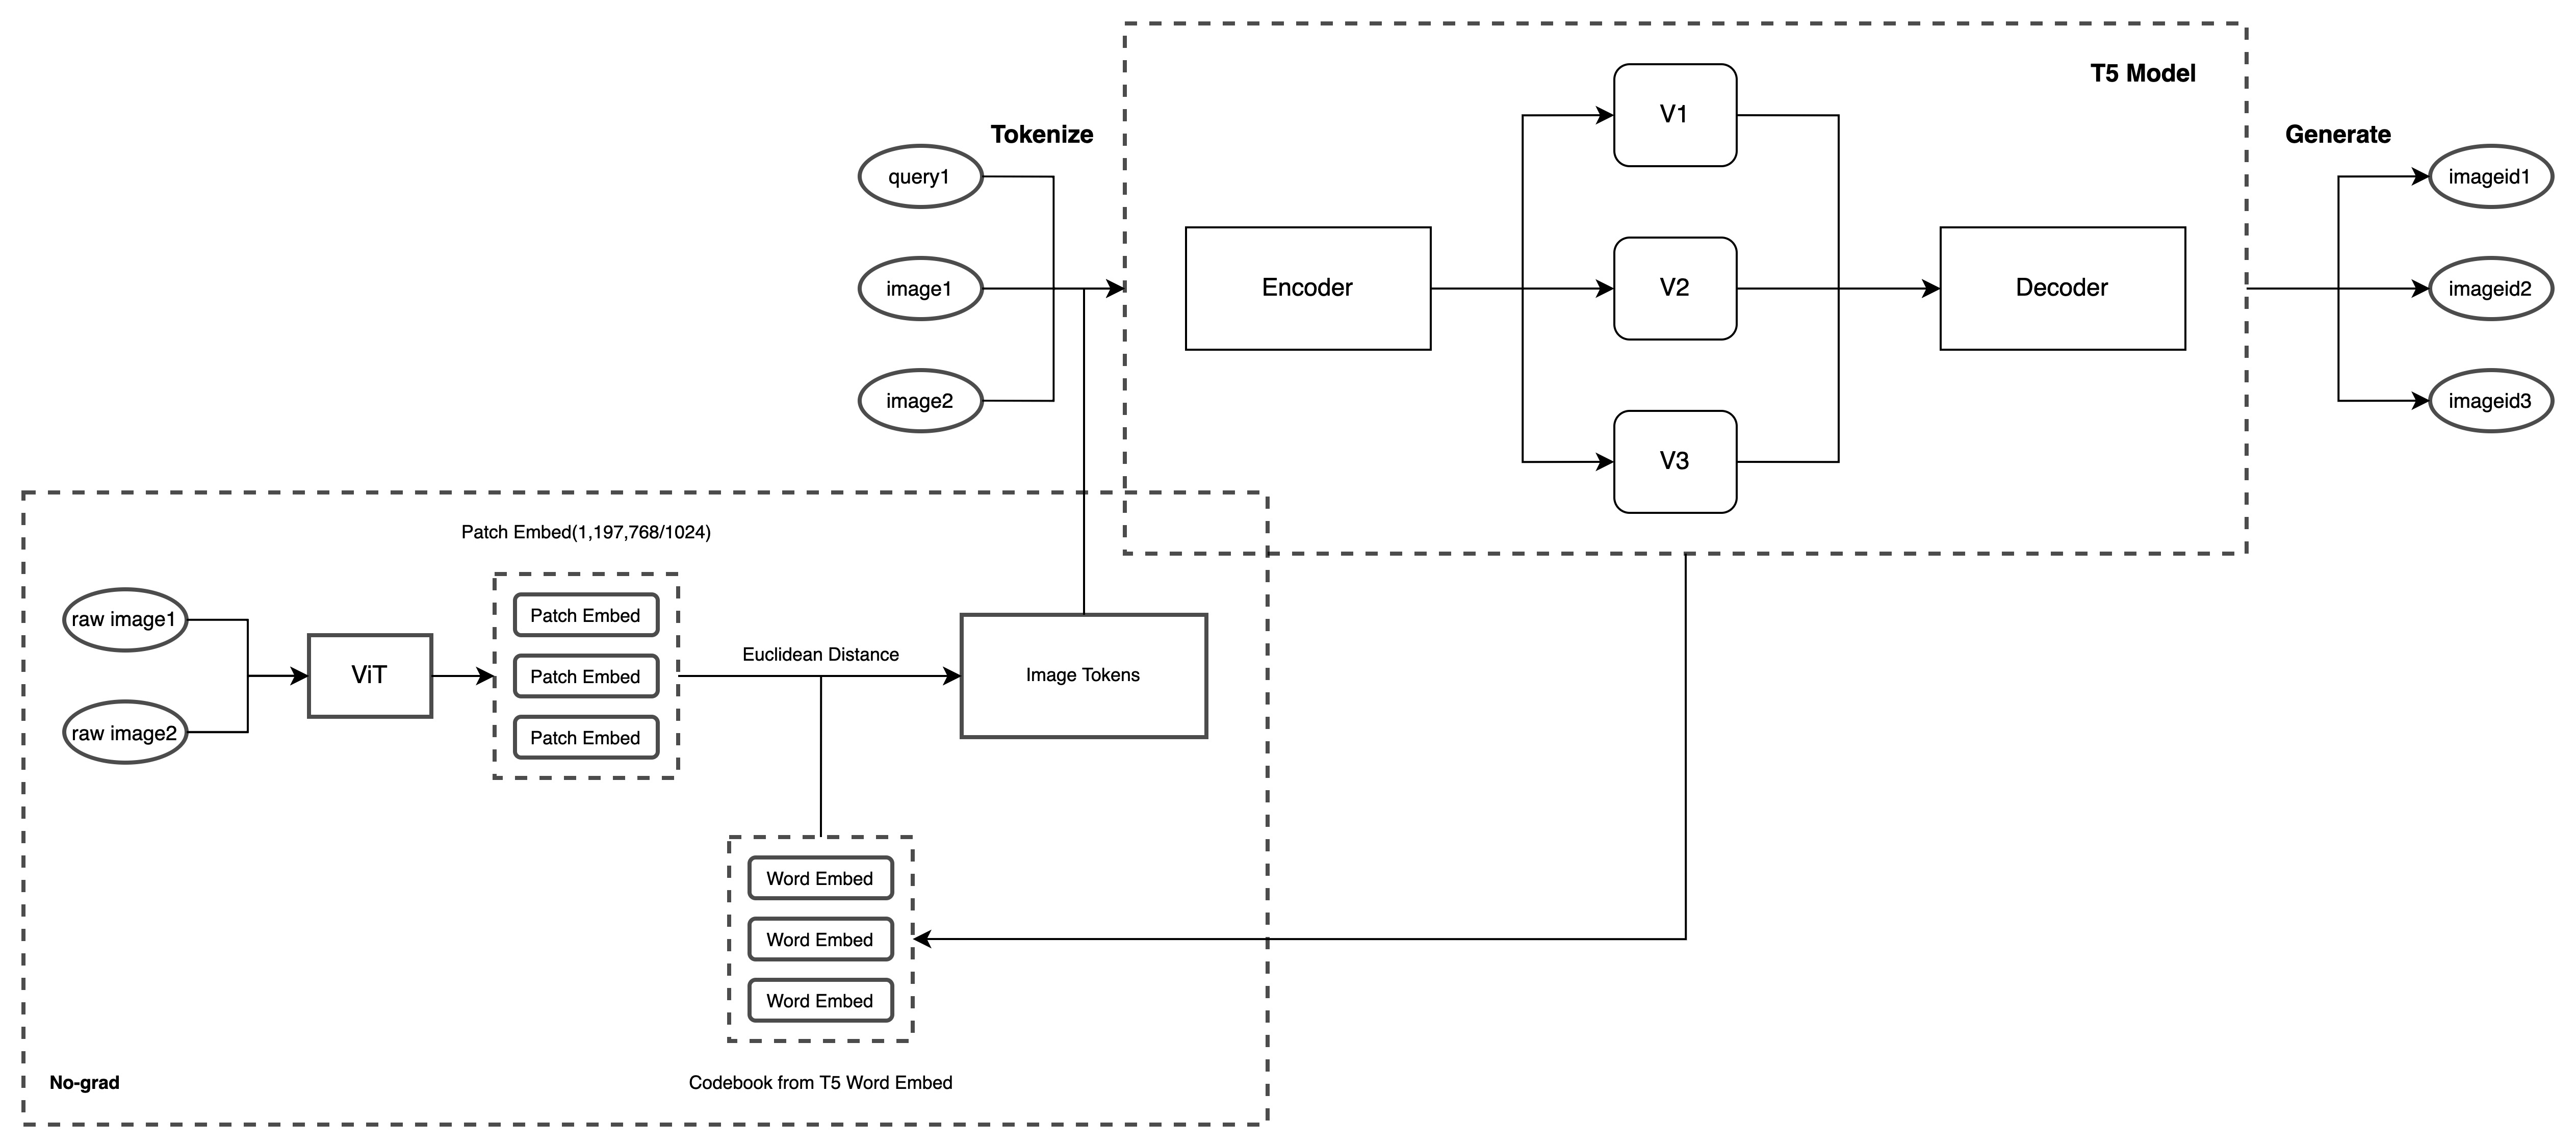 T5 Model
Tokenize
Generate
query1
image1
image2
Encoder
V1
V2
V3
Decoder
imageid1
imageid2
imageid3
Patch Embed(1,197,768/1024)
raw image1
raw image2
ViT
Patch Embed
Patch Embed
Patch Embed
Euclidean Distance
Image Tokens
Word Embed
Word Embed
Word Embed
No-grad
Codebook from T5 Word Embed